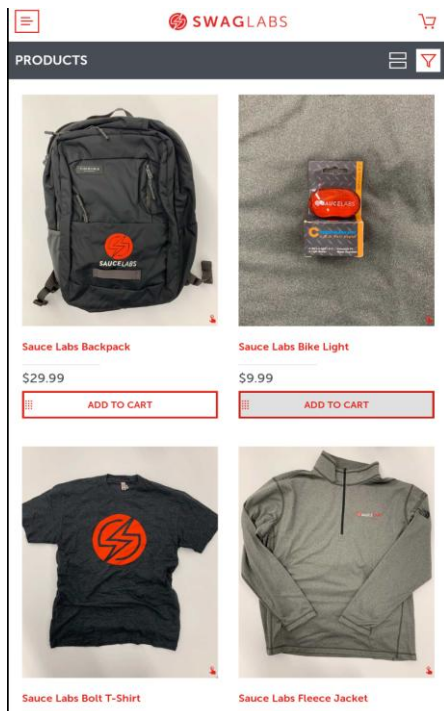 SWAGLABS
PRODUCTS
SAUCELABS
SAUCELABS
Sauce Labs Backpack
Sauce Labs Bike Light
$29.99
$9.99
ADD TO CART
ADD TO CART
Sauce Labs Bolt T-Shirt
Sauce Labs Fleece Jacket